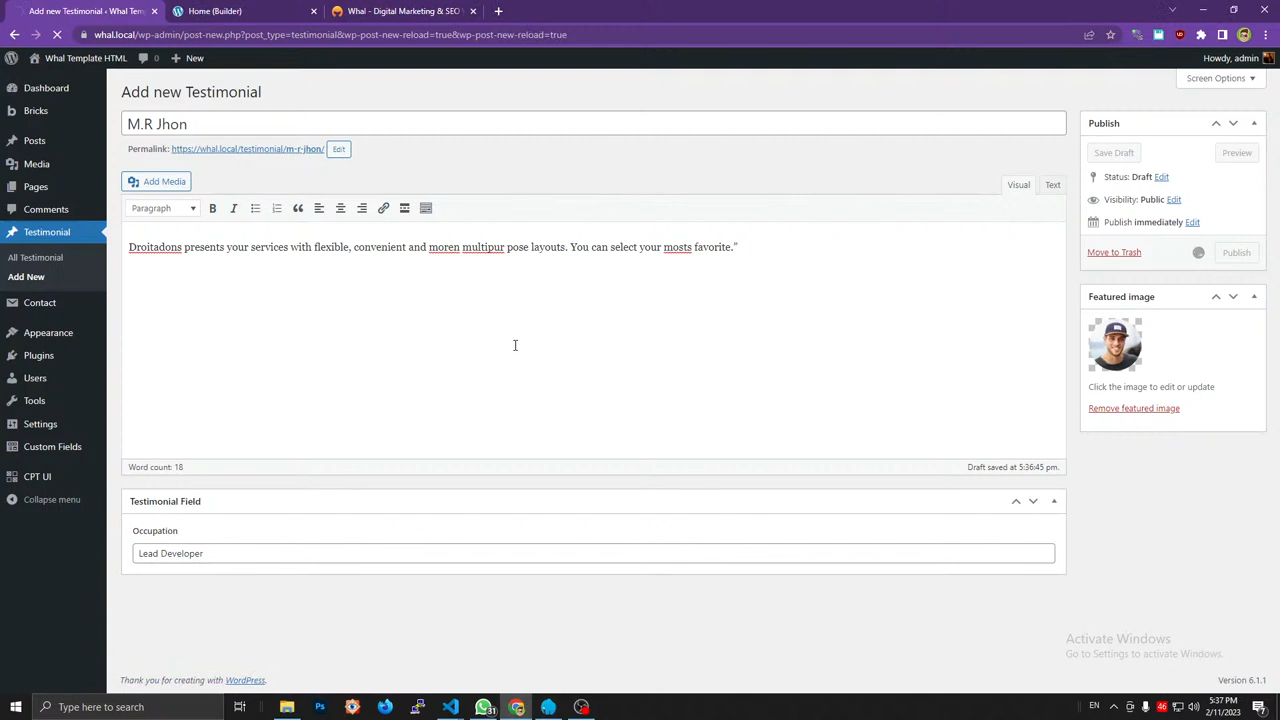 Add new Testimonial ‹ Whal Temp
Home (Builder)
Whal – Digital Marketing & SEO
whal.local/wp-admin/post-new.php?post_type=testimonial&wp-post-new-reload=true&wp-post-new-reload=true
Whal Template HTML
0
New
Howdy, admin
Screen Options
Dashboard
Bricks
Posts
Media
Pages
Comments
Testimonial
All Testimonial
Add New
Contact
Appearance
Plugins
Users
Tools
Settings
Custom Fields
CPT UI
Collapse menu
Add new Testimonial
M.R Jhon
Permalink: https://whal.local/testimonial/m-r-jhon/ Edit
Add Media
Visual
Text
Paragraph
B I
Droitadons presents your services with flexible, convenient and moren multipur pose layouts. You can select your mosts favorite.”
Word count: 18
Draft saved at 5:36:45 pm.
Testimonial Field
Occupation
Lead Developer
Publish
Save Draft
Preview
Status: Draft Edit
Visibility: Public Edit
Publish immediately Edit
Move to Trash
Publish
Featured image
Click the image to edit or update
Remove featured image
Activate Windows
Go to Settings to activate Windows.
Thank you for creating with WordPress.
Version 6.1.1
Type here to search
Ps
31
EN
46
5:37 PM
2/11/2023